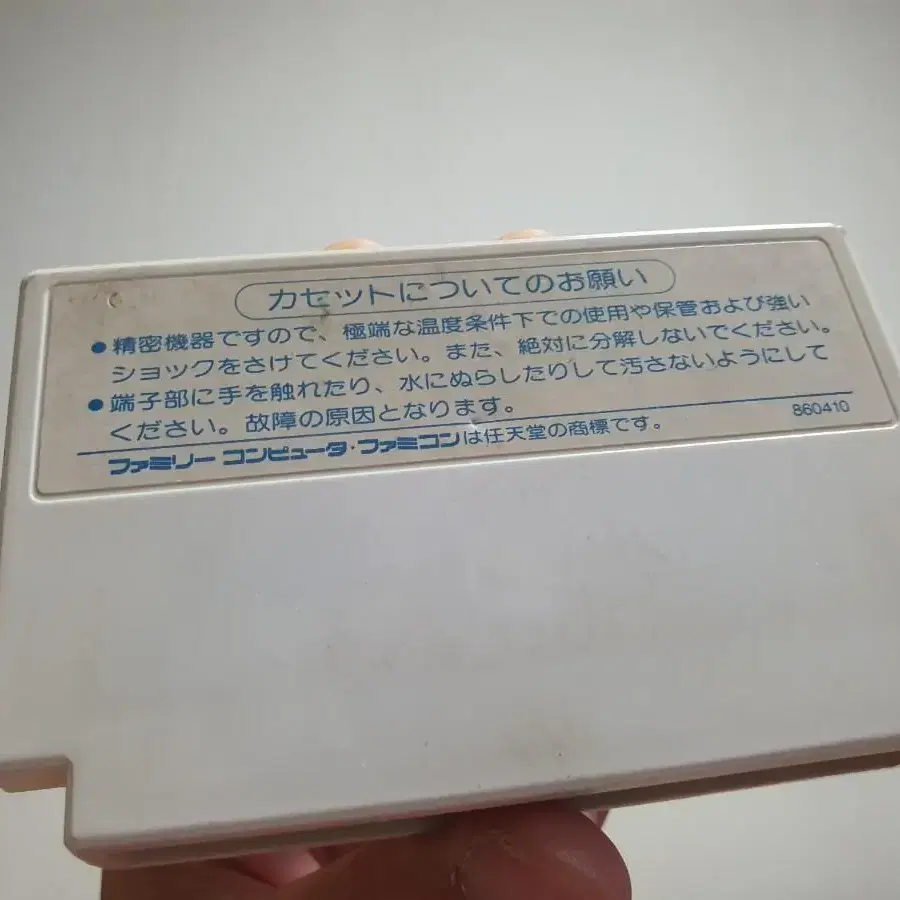 カセットについてのお願い
●精密機器ですので、極端な温度条件下での使用や保管および強い
ショックをさけてください。また、絶対に分解しないでください。
●端子部に手を触れたり、水にぬらしたりして汚さないようにして
ください。故障の原因となります。
860410
ファミリー コンピュータ・ファミコンは任天堂の商標です。